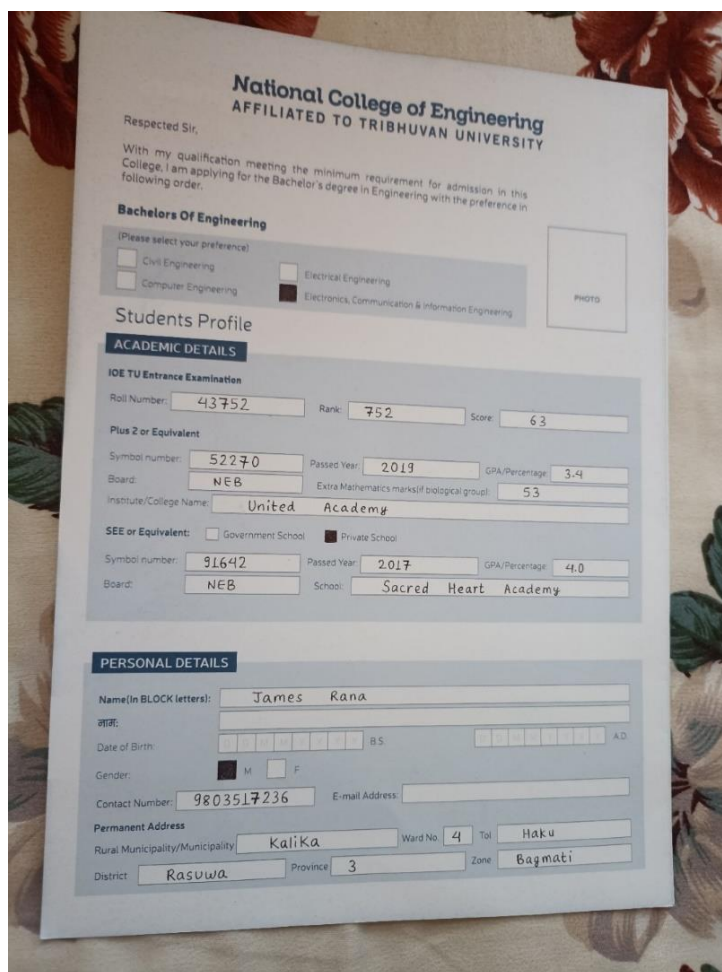 National College of Engineering
AFFILIATED TO TRIBHUVAN UNIVERSITY
Respected Sir,
With my qualification meeting the minimum requirement for admission in this
College, I am applying for the Bachelor's degree in Engineering with the preference in
following order.
Bachelors Of Engineering
(Please select your preference)
Civil Engineering Electrical Engineering
Computer Engineering Electronics, Communication & Information Engineering
PHOTO
Students Profile
ACADEMIC DETAILS
IOE TU Entrance Examination
Roll Number: 43752 Rank: 752 Score: 63
Plus 2 or Equivalent
Symbol number: 52270 Passed Year: 2019 GPA/Percentage 3.4
Board: NEB Extra Mathematics marks(if biological group): 53
Institute/College Name: United Academy
SEE or Equivalent: Government School Private School
Symbol number: 91642 Passed Year: 2017 GPA/Percentage: 4.0
Board: NEB School: Sacred Heart Academy
PERSONAL DETAILS
Name(In BLOCK letters): James Rana
नाम:
Date of Birth: D D M M Y Y Y Y B.S. D D M M Y Y Y Y A.D.
Gender: M F
Contact Number: 9803517236 E-mail Address:
Permanent Address
Rural Municipality/Municipality Kalika Ward No. 4 Tol Haku
District Rasuwa Province 3 Zone Bagmati